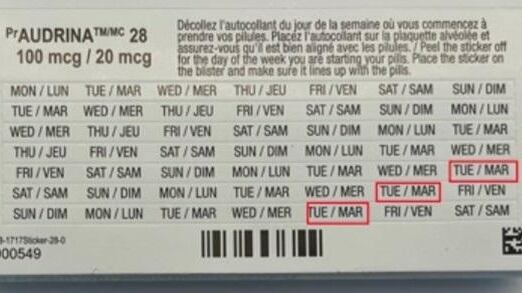 PrAUDRINA™/MC 28
100 mcg / 20 mcg
Décollez l'autocollant du jour de la semaine où vous commencez à
prendre vos pilules. Placez l'autocollant sur la plaquette alvéolée et
assurez-vous qu'il est bien aligné avec les pilules. / Peel the sticker off
for the day of the week you are starting your pills. Place the sticker on
the blister and make sure it lines up with the pills.
MON / LUN TUE / MAR WED / MER THU / JEU FRI / VEN SAT / SAM SUN / DIM
TUE / MAR WED / MER THU / JEU FRI / VEN SAT / SAM SUN / DIM MON / LUN
WED / MER THU / JEU FRI / VEN SAT / SAM SUN / DIM MON / LUN TUE / MAR
THU / JEU FRI / VEN SAT / SAM SUN / DIM MON / LUN TUE / MAR WED / MER
FRI / VEN SAT / SAM SUN / DIM MON / LUN TUE / MAR WED / MER TUE / MAR
SAT / SAM SUN / DIM MON / LUN TUE / MAR WED / MER TUE / MAR FRI / VEN
SUN / DIM MON / LUN TUE / MAR WED / MER TUE / MAR FRI / VEN SAT / SAM
-1717Sticker-28-0
00549